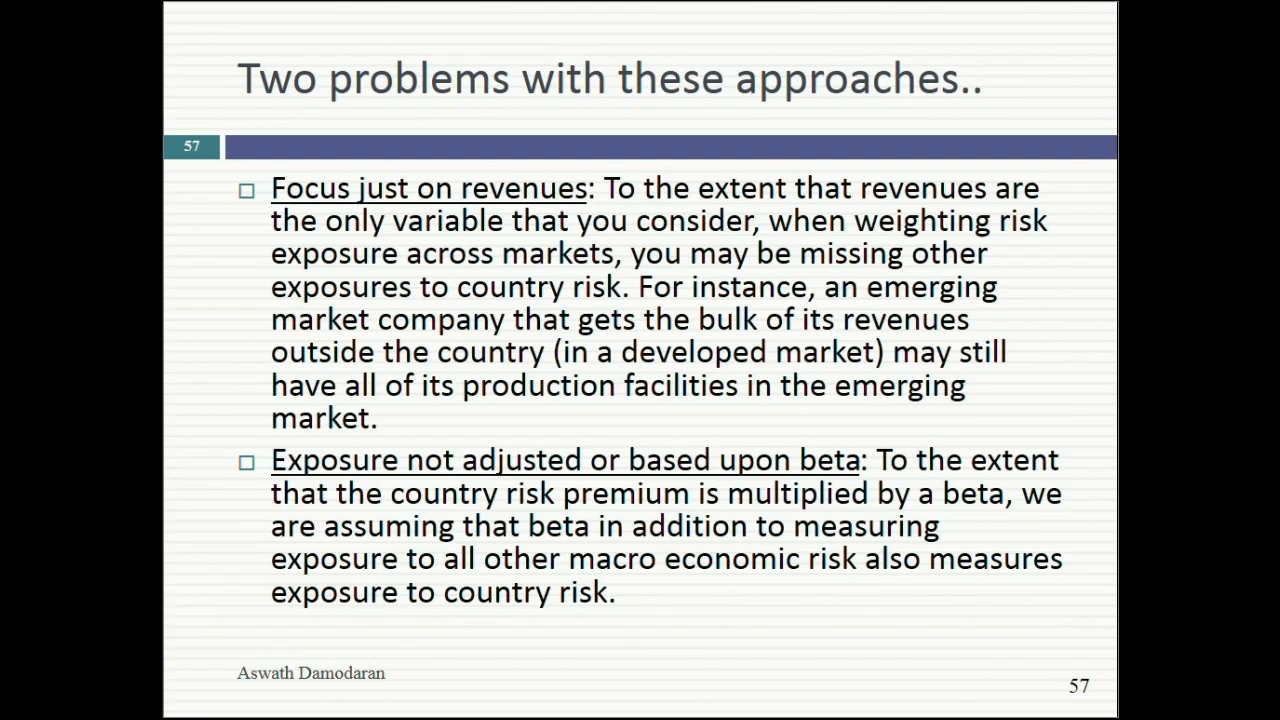 Two problems with these approaches..
57
□ Focus just on revenues: To the extent that revenues are
the only variable that you consider, when weighting risk
exposure across markets, you may be missing other
exposures to country risk. For instance, an emerging
market company that gets the bulk of its revenues
outside the country (in a developed market) may still
have all of its production facilities in the emerging
market.
□ Exposure not adjusted or based upon beta: To the extent
that the country risk premium is multiplied by a beta, we
are assuming that beta in addition to measuring
exposure to all other macro economic risk also measures
exposure to country risk.
Aswath Damodaran
57